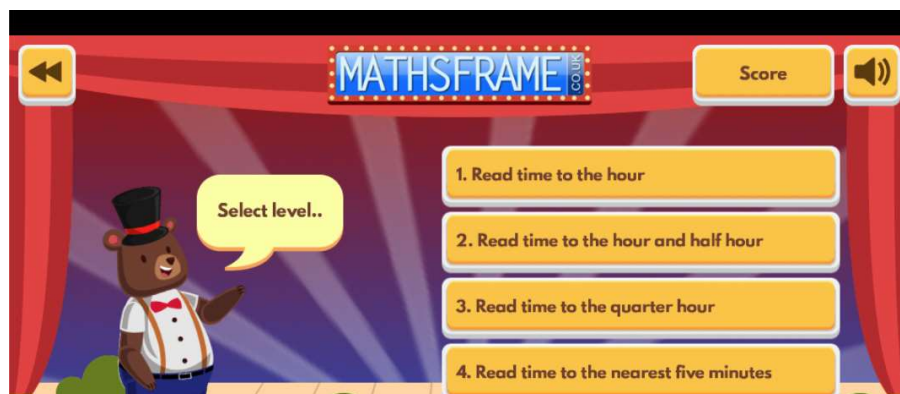 MATHSFRAME.CO.UK
Score
Select level..
1. Read time to the hour
2. Read time to the hour and half hour
3. Read time to the quarter hour
4. Read time to the nearest five minutes